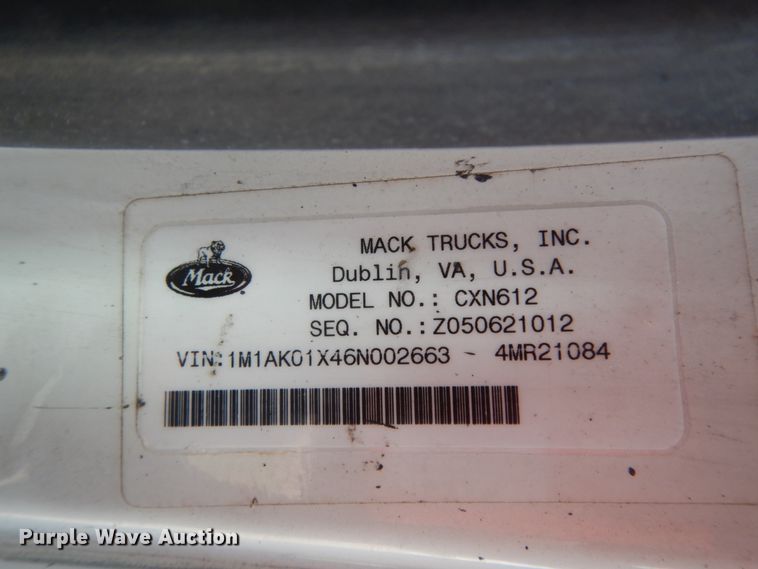 MACK TRUCKS, INC.
Mack
Dublin, VA, U.S.A.
MODEL NO.: CXN612
SEQ. NO.: Z050621012
VIN:1M1AK01X46N002663 - 4MR21084
Purple Wave Auction